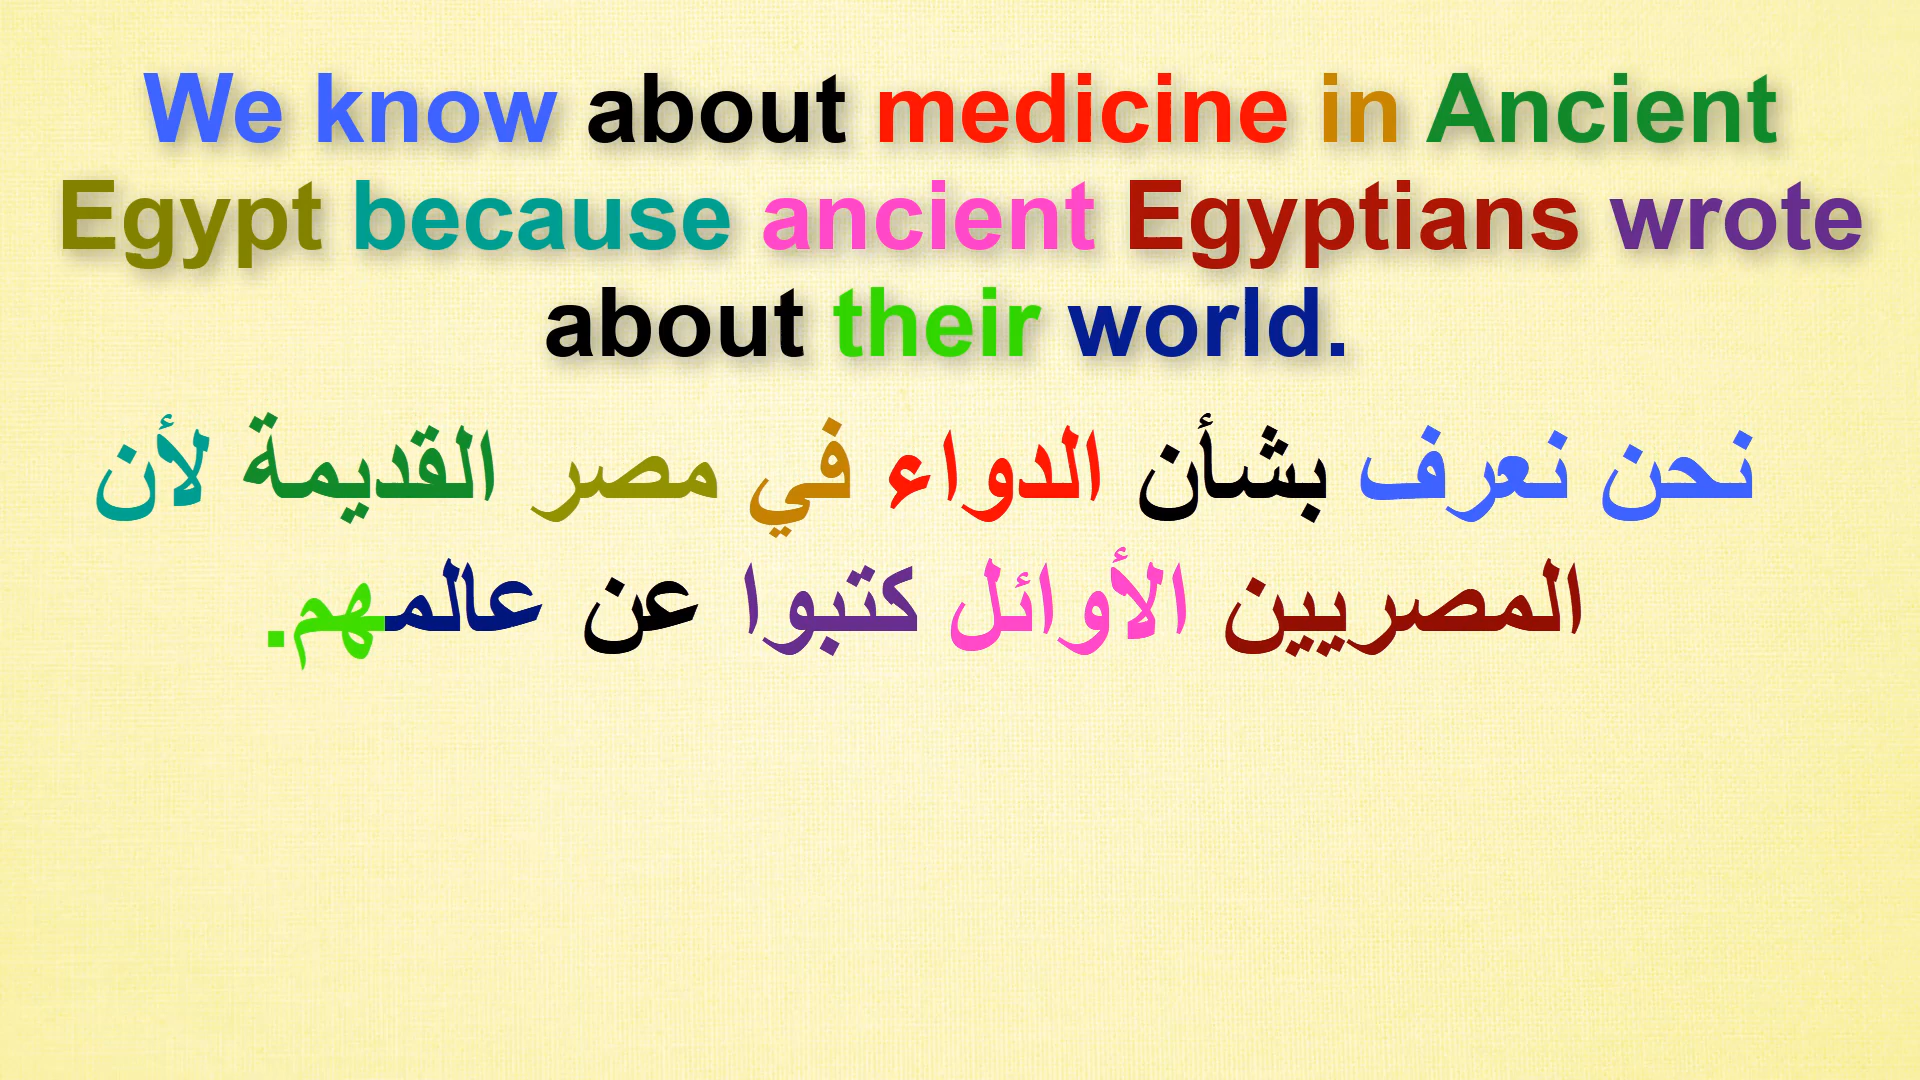 We know about medicine in Ancient
Egypt because ancient Egyptians wrote
about their world.
نحن نعرف بشأن الدواء في مصر القديمة لأن
المصريين الأوائل كتبوا عن عالمهم.